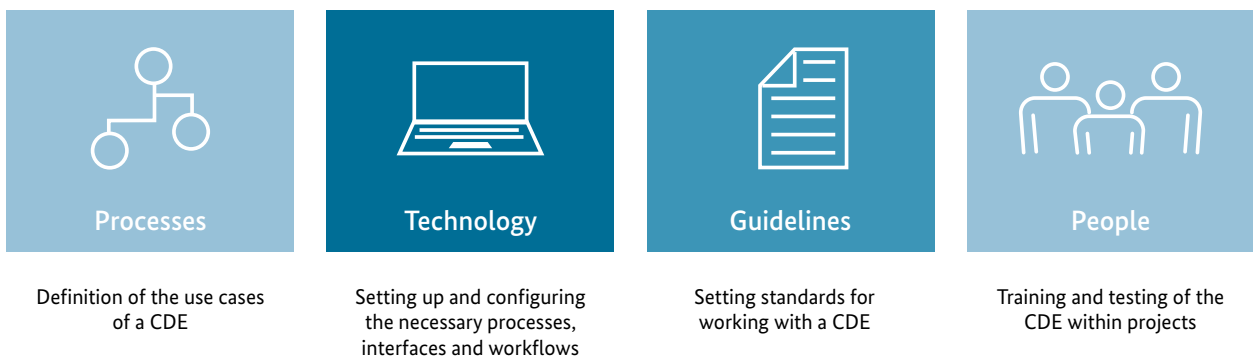 Processes
Definition of the use cases
of a CDE
Technology
Setting up and configuring
the necessary processes,
interfaces and workflows
Guidelines
Setting standards for
working with a CDE
People
Training and testing of the
CDE within projects